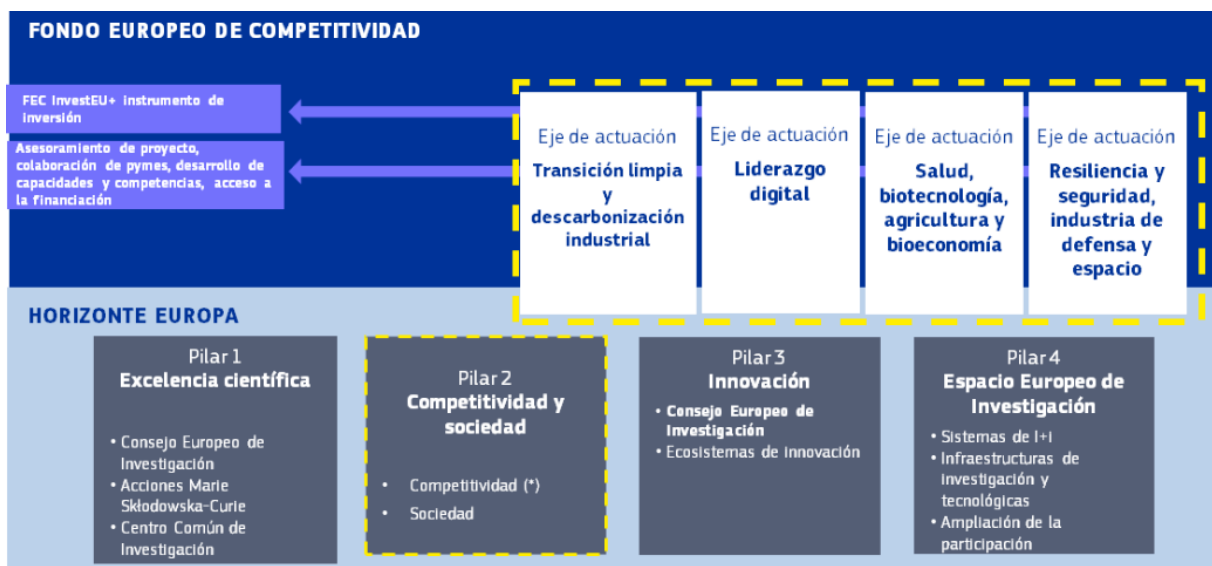 FONDO EUROPEO DE COMPETITIVIDAD
FEC InvestEU+ instrumento de
inversión
Asesoramiento de proyecto,
colaboración de pymes, desarrollo de
capacidades y competencias, acceso a
la financiación
Eje de actuación
Transición limpia
y
descarbonización
industrial
Eje de actuación
Liderazgo
digital
Eje de actuación
Salud,
biotecnología,
agricultura y
bioeconomía
Eje de actuación
Resiliencia y
seguridad,
industria de
defensa y
espacio
HORIZONTE EUROPA
Pilar 1
Excelencia científica
• Consejo Europeo de
Investigación
• Acciones Marie
Skłodowska-Curie
• Centro Común de
Investigación
Pilar 2
Competitividad y
sociedad
• Competitividad (*)
• Sociedad
Pilar 3
Innovación
• Consejo Europeo de
Investigación
• Ecosistemas de innovación
Pilar 4
Espacio Europeo de
Investigación
• Sistemas de I+I
• Infraestructuras de
investigación y
tecnológicas
• Ampliación de la
participación